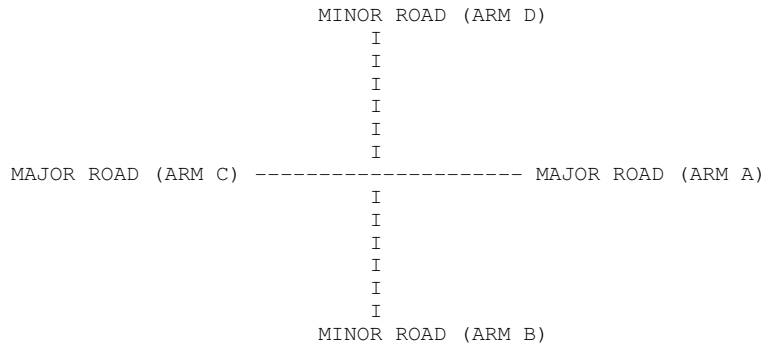 MINOR ROAD (ARM D)
I
I
I
I
I
I
MAJOR ROAD (ARM C) ---------------------- MAJOR ROAD (ARM A)
I
I
I
I
I
I
MINOR ROAD (ARM B)